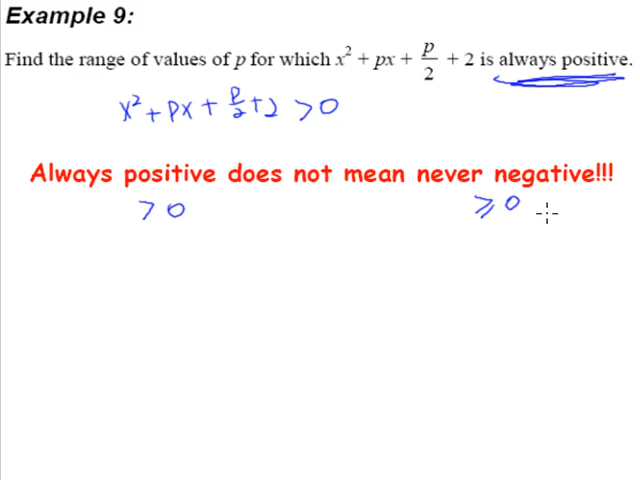 Example 9:
Find the range of values of p for which x² + px + p/2 + 2 is always positive.
x² + px + p/2 + 2 > 0
Always positive does not mean never negative!!!
> 0 ≥ 0